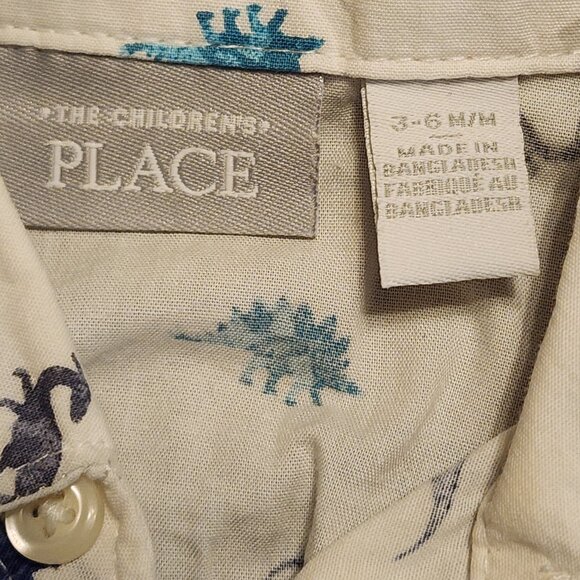 THE CHILDREN'S
PLACE
3-6 M/M
MADE IN
BANGLADESH
FABRIQUÉ AU
BANGLADESH